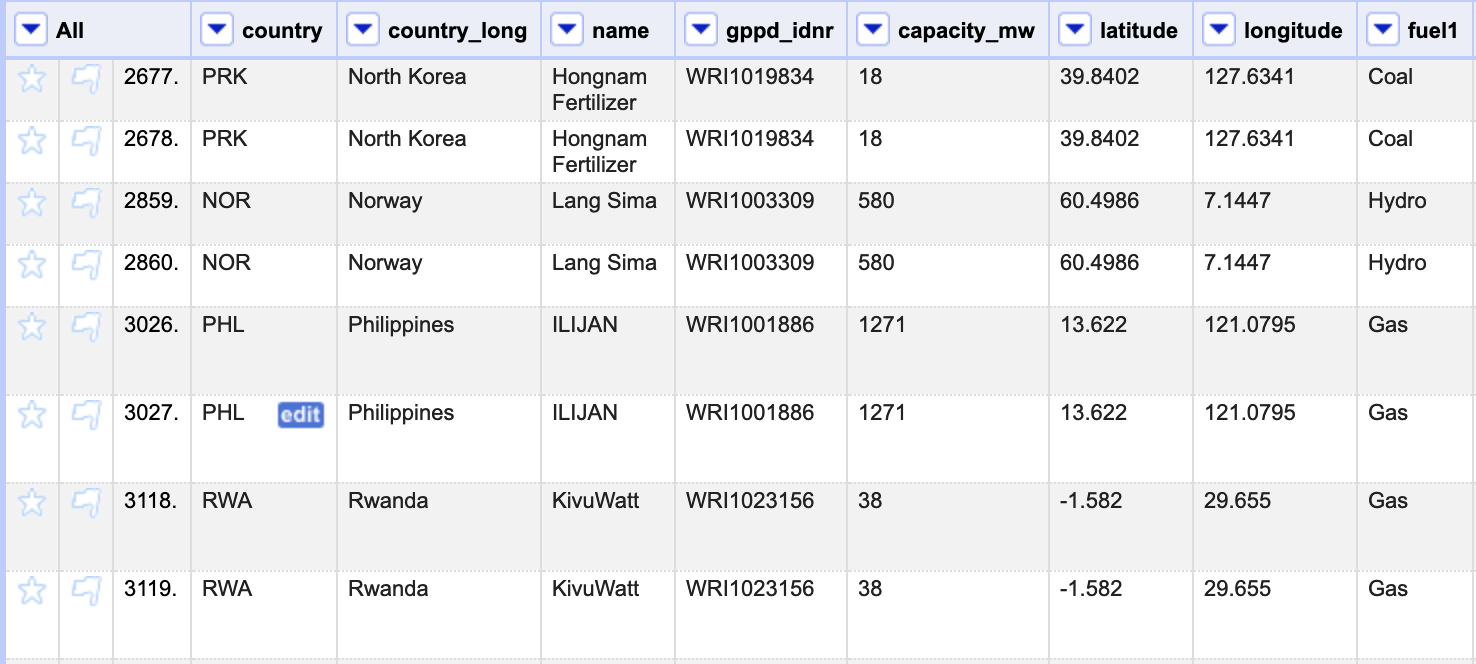 All country country_long name gppd_idnr capacity_mw latitude longitude fuel1
2677. PRK North Korea Hongnam WRI1019834 18 39.8402 127.6341 Coal
Fertilizer
2678. PRK North Korea Hongnam WRI1019834 18 39.8402 127.6341 Coal
Fertilizer
2859. NOR Norway Lang Sima WRI1003309 580 60.4986 7.1447 Hydro
2860. NOR Norway Lang Sima WRI1003309 580 60.4986 7.1447 Hydro
3026. PHL Philippines ILIJAN WRI1001886 1271 13.622 121.0795 Gas
3027. PHL edit Philippines ILIJAN WRI1001886 1271 13.622 121.0795 Gas
3118. RWA Rwanda KivuWatt WRI1023156 38 -1.582 29.655 Gas
3119. RWA Rwanda KivuWatt WRI1023156 38 -1.582 29.655 Gas